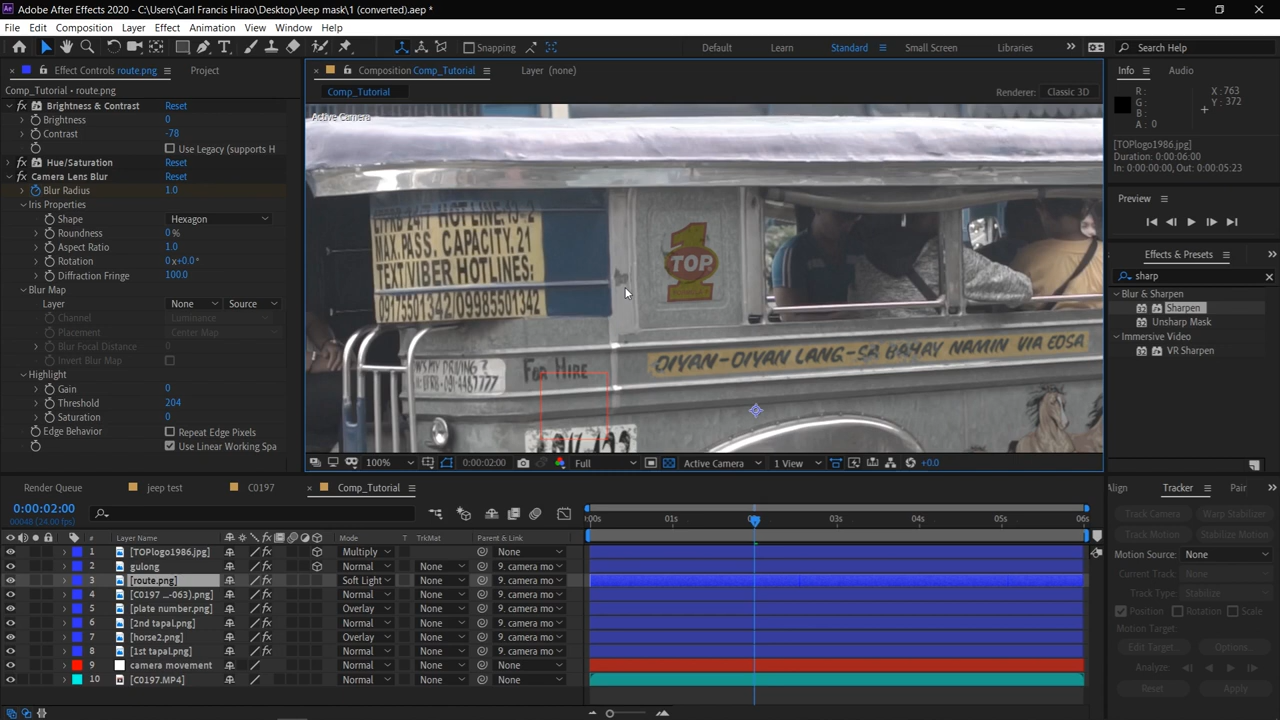 Adobe After Effects 2020 - C:\Users\Carl Francis Hirao\Desktop\Jeep mask\1 (converted).aep *
File Edit Composition Layer Effect Animation View Window Help
Snapping Default Learn Standard Small Screen Libraries Search Help
Effect Controls route.png Project
Composition Comp_Tutorial Layer (none)
Info Audio
Comp_Tutorial • route.png
Comp_Tutorial Renderer: Classic 3D
Active Camera
Brightness & Contrast Reset
Brightness 0
Contrast -78
Use Legacy (supports H
Hue/Saturation Reset
Camera Lens Blur Reset
Blur Radius 1.0
Iris Properties
Shape Hexagon
Roundness 0 %
Aspect Ratio 1.0
Rotation 0x+0.0°
Diffraction Fringe 100.0
Blur Map
Layer None Source
Channel Luminance
Placement Center Map
Blur Focal Distance 0
Invert Blur Map
Highlight
Gain 0
Threshold 204
Saturation 0
Edge Behavior Repeat Edge Pixels
Use Linear Working Spa
MAX.PASS. CAPACITY.21
TEXT/VIBER HOTLINES:
09175501342/09985501342
1
TOP
FOR HIRE
DIYAN-DIYAN LANG-SA BAHAY NAMIN VIA EDSA
R: X: 763
G: Y: 372
B:
A: 0
[TOPlogo1986.jpg]
Duration: 0:00:06:00
In: 0:00:00:00, Out: 0:00:05:23
Preview
Effects & Presets
sharp
Blur & Sharpen
Sharpen
Unsharp Mask
Immersive Video
VR Sharpen
100% 0:00:02:00 Full Active Camera 1 View +0.0
Render Queue jeep test C0197 Comp_Tutorial
0:00:02:00
00048 (24.00 fps)
:00s 01s 02s 03s 04s 05s 06s
# Layer Name Mode T TrkMat Parent & Link
1 [TOPlogo1986.jpg] Multiply None
2 gulong Normal None 9. camera mo
3 [route.png] Soft Light None 9. camera mo
4 [C0197 ...-063).png] Normal None 9. camera mo
5 [plate number.png] Overlay None 9. camera mo
6 [2nd tapal.png] Normal None 9. camera mo
7 [horse2.png] Overlay None 9. camera mo
8 [1st tapal.png] Normal None 9. camera mo
9 camera movement Normal None None
10 [C0197.MP4] Normal None None
Align Tracker Pair
Track Camera Warp Stabilizer
Track Motion Stabilize Motion
Motion Source: None
Current Track: None
Track Type: Stabilize
Position Rotation Scale
Motion Target:
Edit Target... Options...
Analyze:
Reset Apply